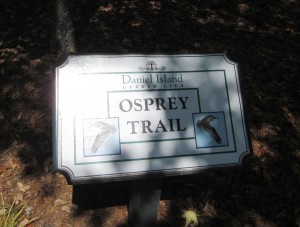 Daniel Island
GARDEN CLUB
OSPREY
TRAIL